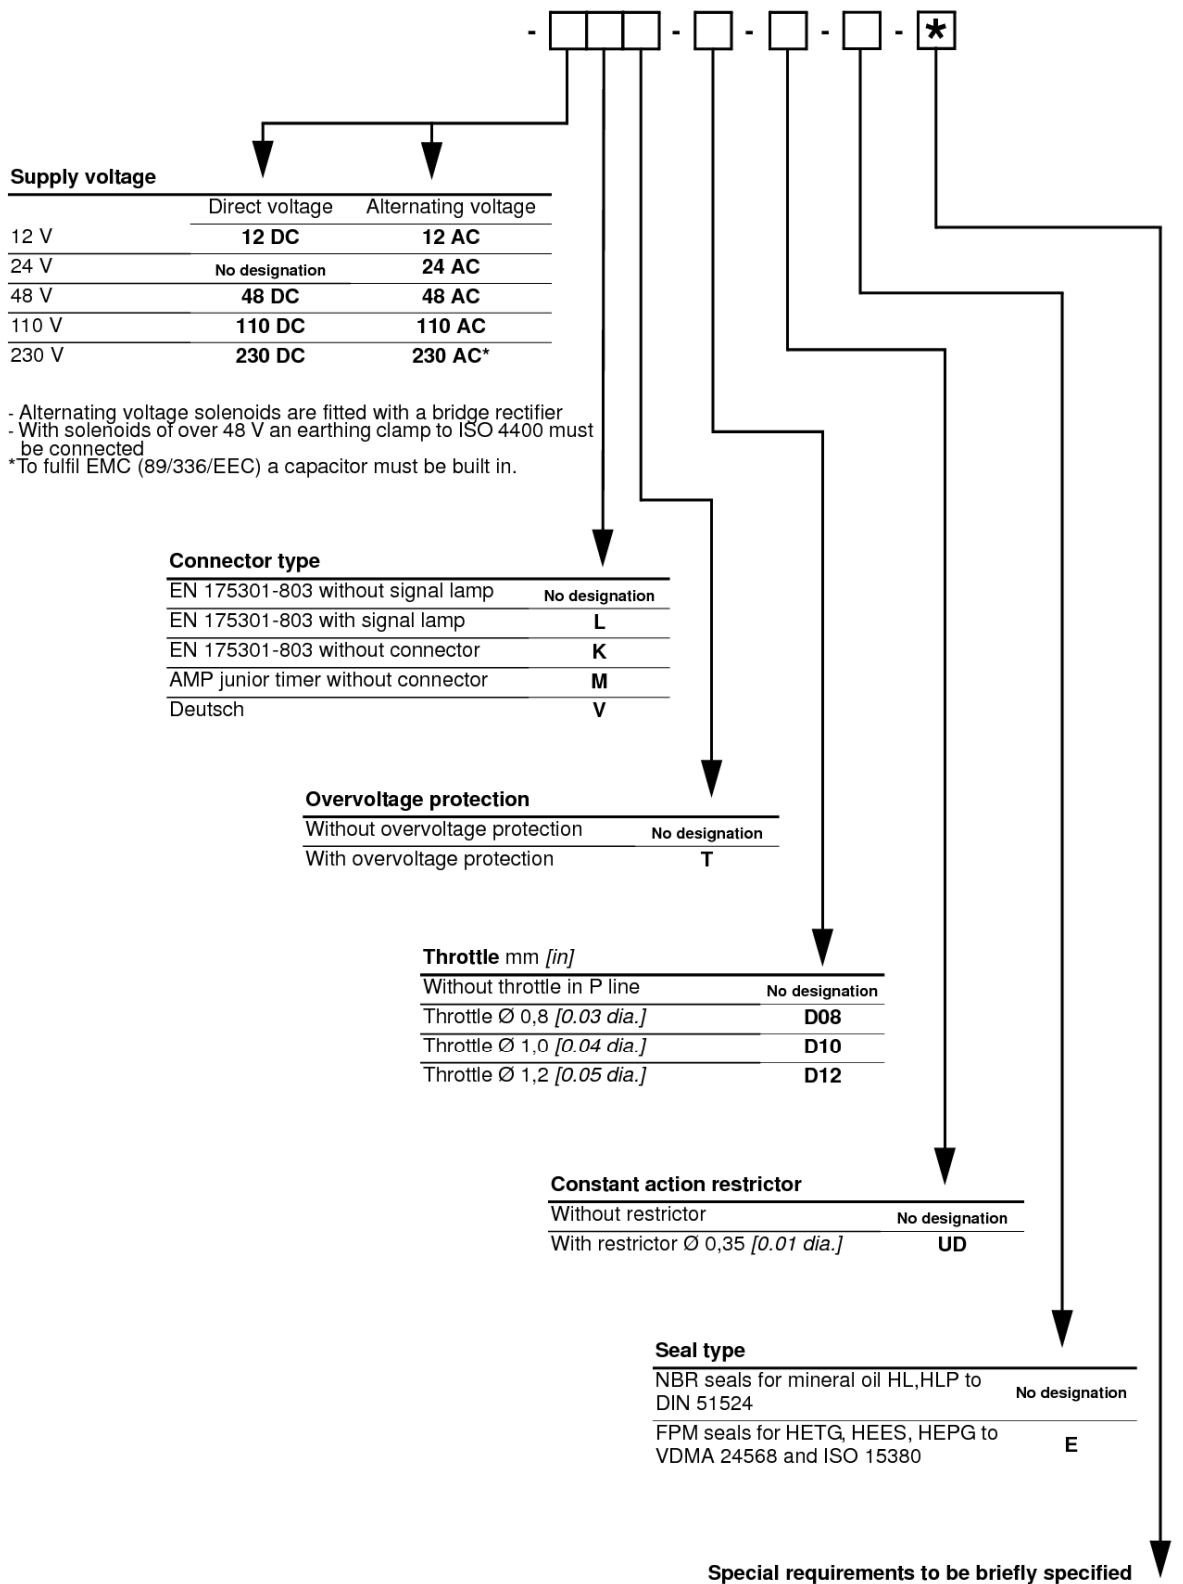 - - - - - *
Supply voltage
Direct voltage Alternating voltage
12 V 12 DC 12 AC
24 V No designation 24 AC
48 V 48 DC 48 AC
110 V 110 DC 110 AC
230 V 230 DC 230 AC*
- Alternating voltage solenoids are fitted with a bridge rectifier
- With solenoids of over 48 V an earthing clamp to ISO 4400 must
be connected
*To fulfil EMC (89/336/EEC) a capacitor must be built in.
Connector type
EN 175301-803 without signal lamp No designation
EN 175301-803 with signal lamp L
EN 175301-803 without connector K
AMP junior timer without connector M
Deutsch V
Overvoltage protection
Without overvoltage protection No designation
With overvoltage protection T
Throttle mm [in]
Without throttle in P line No designation
Throttle Ø 0,8 [0.03 dia.] D08
Throttle Ø 1,0 [0.04 dia.] D10
Throttle Ø 1,2 [0.05 dia.] D12
Constant action restrictor
Without restrictor No designation
With restrictor Ø 0,35 [0.01 dia.] UD
Seal type
NBR seals for mineral oil HL,HLP to
DIN 51524 No designation
FPM seals for HETG, HEES, HEPG to
VDMA 24568 and ISO 15380 E
Special requirements to be briefly specified